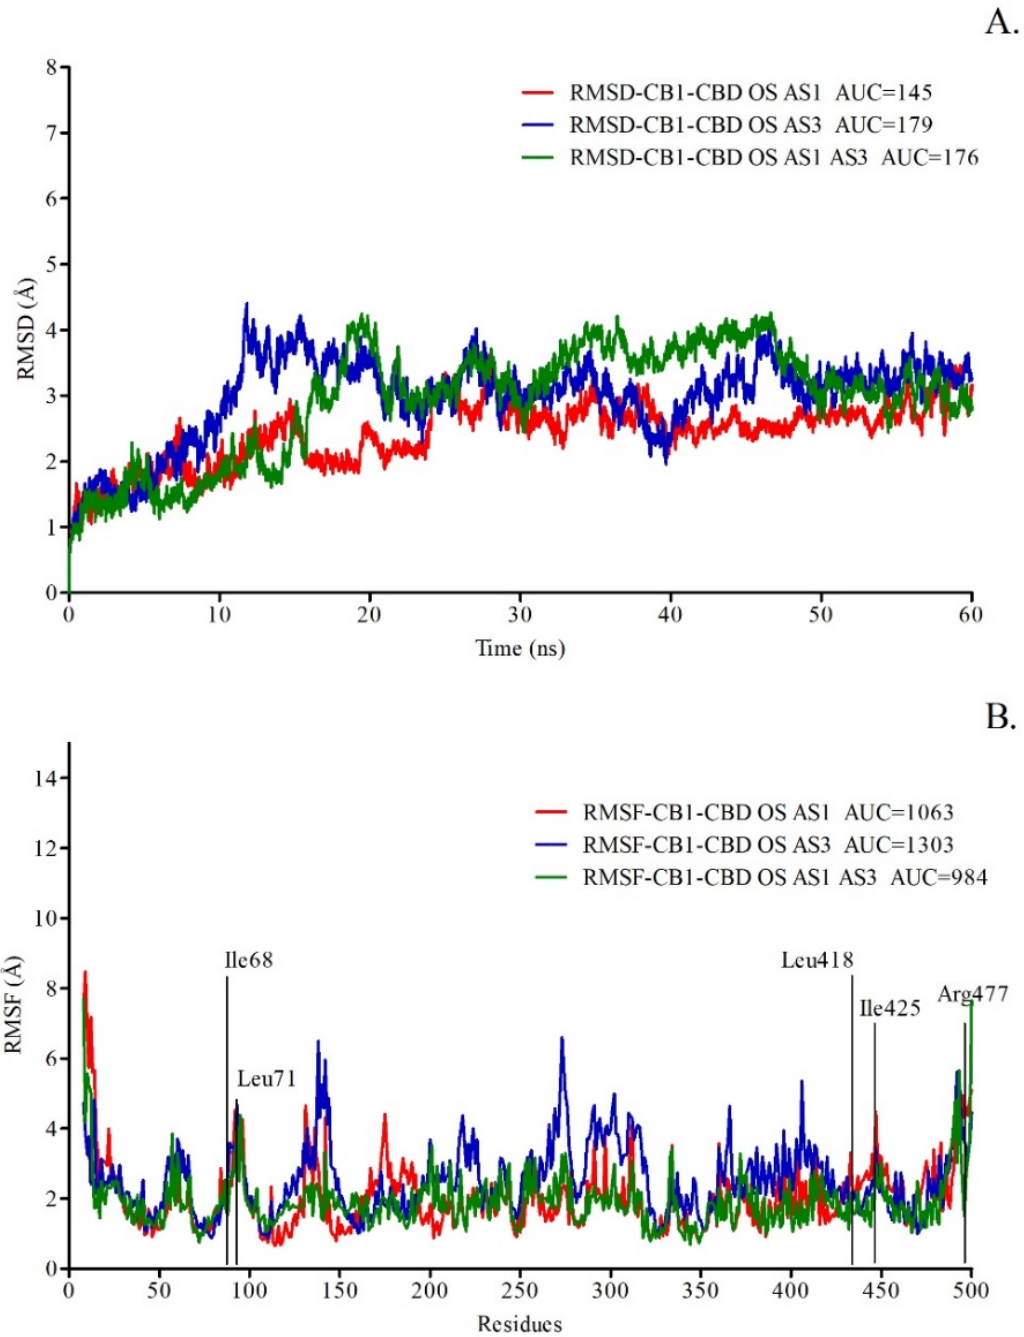 A.
8
RMSD-CB1-CBD OS AS1 AUC=145
7
RMSD-CB1-CBD OS AS3 AUC=179
RMSD-CB1-CBD OS AS1 AS3 AUC=176
6
5
4
3
2
1
0
RMSD (Å)
0 10 20 30 40 50 60
Time (ns)
B.
14
RMSF-CB1-CBD OS AS1 AUC=1063
RMSF-CB1-CBD OS AS3 AUC=1303
12
RMSF-CB1-CBD OS AS1 AS3 AUC=984
10
Ile68
Leu418
8
Arg477
Ile425
6
Leu71
4
2
0
RMSF (Å)
0 50 100 150 200 250 300 350 400 450 500
Residues